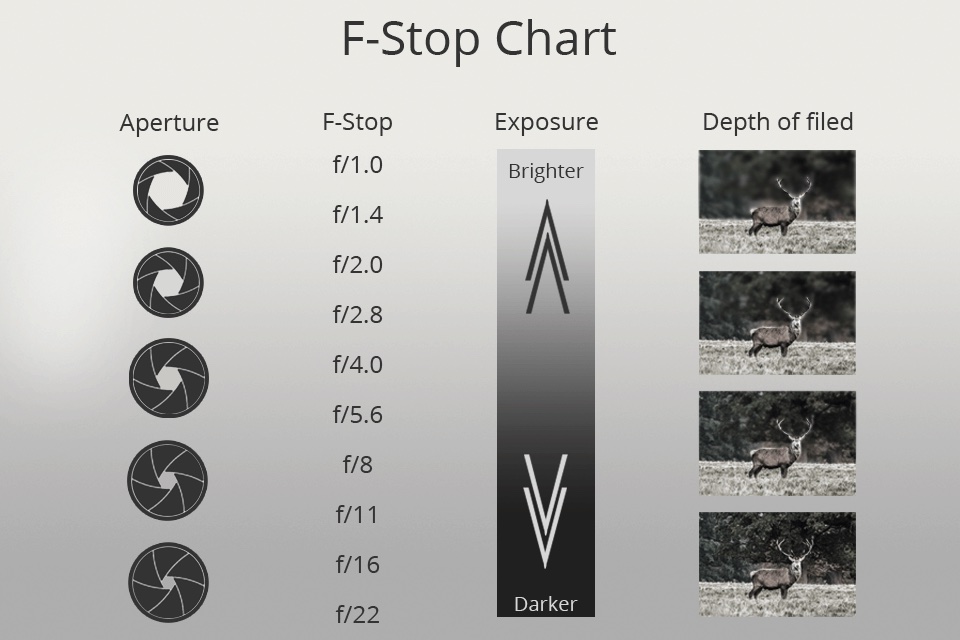 F-Stop Chart
Aperture
F-Stop
Exposure
Depth of filed
f/1.0
f/1.4
f/2.0
f/2.8
f/4.0
f/5.6
f/8
f/11
f/16
f/22
Brighter
Darker